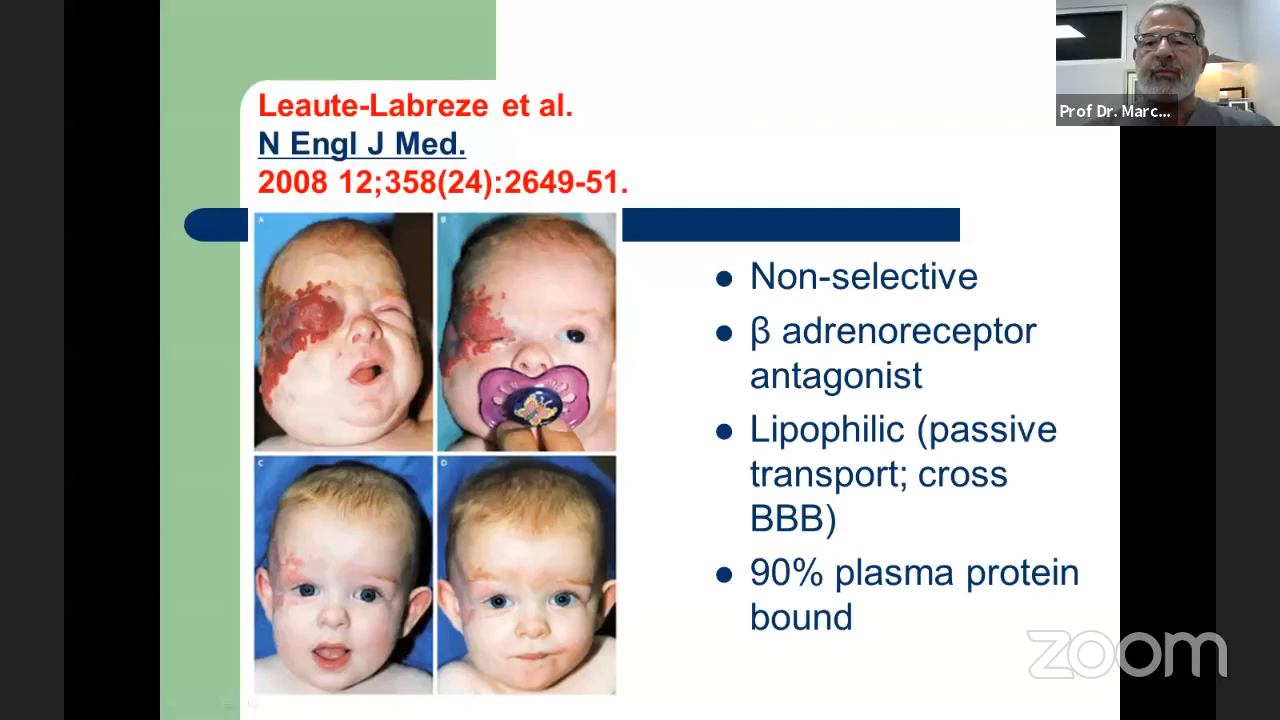 Leaute-Labreze et al.
N Engl J Med.
2008 12;358(24):2649-51.
A
B
C
D
● Non-selective
● β adrenoreceptor
antagonist
● Lipophilic (passive
transport; cross
BBB)
● 90% plasma protein
bound
Prof Dr. Marc...
zoom